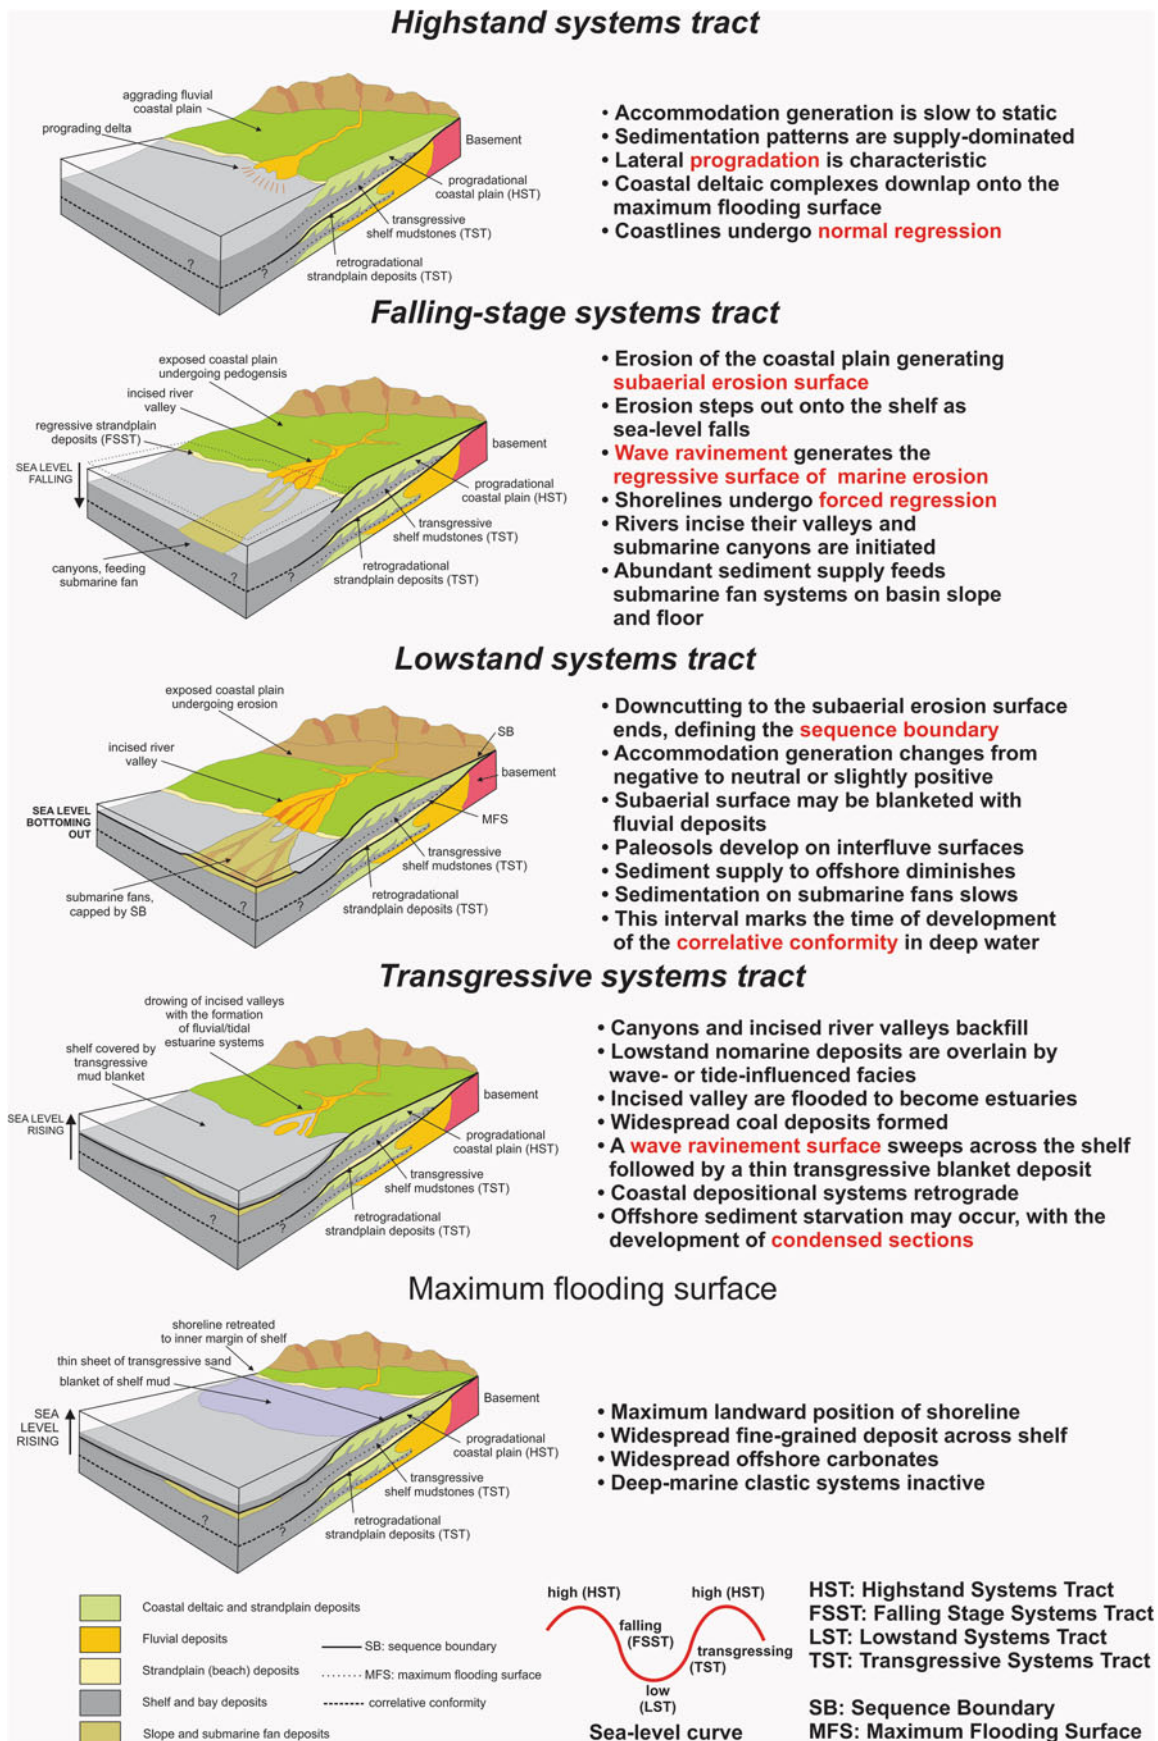 Highstand systems tract
aggrading fluvial
coastal plain
prograding delta
Basement
progradational
coastal plain (HST)
transgressive
shelf mudstones (TST)
retrogradational
strandplain deposits (TST)
?
?
• Accommodation generation is slow to static
• Sedimentation patterns are supply-dominated
• Lateral progradation is characteristic
• Coastal deltaic complexes downlap onto the
maximum flooding surface
• Coastlines undergo normal regression
Falling-stage systems tract
exposed coastal plain
undergoing pedogensis
incised river
valley
regressive strandplain
deposits (FSST)
SEA LEVEL
FALLING
basement
progradational
coastal plain (HST)
transgressive
shelf mudstones (TST)
retrogradational
strandplain deposits (TST)
canyons, feeding
submarine fan
?
?
• Erosion of the coastal plain generating
subaerial erosion surface
• Erosion steps out onto the shelf as
sea-level falls
• Wave ravinement generates the
regressive surface of marine erosion
• Shorelines undergo forced regression
• Rivers incise their valleys and
submarine canyons are initiated
• Abundant sediment supply feeds
submarine fan systems on basin slope
and floor
Lowstand systems tract
exposed coastal plain
undergoing erosion
incised river
valley
SB
basement
MFS
SEA LEVEL
BOTTOMING
OUT
transgressive
shelf mudstones (TST)
retrogradational
strandplain deposits (TST)
submarine fans,
capped by SB
?
?
• Downcutting to the subaerial erosion surface
ends, defining the sequence boundary
• Accommodation generation changes from
negative to neutral or slightly positive
• Subaerial surface may be blanketed with
fluvial deposits
• Paleosols develop on interfluve surfaces
• Sediment supply to offshore diminishes
• Sedimentation on submarine fans slows
• This interval marks the time of development
of the correlative conformity in deep water
Transgressive systems tract
drowing of incised valleys
with the formation
of fluvial/tidal
estuarine systems
shelf covered by
transgressive
mud blanket
SEA LEVEL
RISING
basement
progradational
coastal plain (HST)
transgressive
shelf mudstones (TST)
retrogradational
strandplain deposits (TST)
?
?
• Canyons and incised river valleys backfill
• Lowstand nomarine deposits are overlain by
wave- or tide-influenced facies
• Incised valley are flooded to become estuaries
• Widespread coal deposits formed
• A wave ravinement surface sweeps across the shelf
followed by a thin transgressive blanket deposit
• Coastal depositional systems retrograde
• Offshore sediment starvation may occur, with the
development of condensed sections
Maximum flooding surface
shoreline retreated
to inner margin of shelf
thin sheet of transgressive sand
blanket of shelf mud
SEA
LEVEL
RISING
Basement
progradational
coastal plain (HST)
transgressive
shelf mudstones (TST)
retrogradational
strandplain deposits (TST)
?
?
• Maximum landward position of shoreline
• Widespread fine-grained deposit across shelf
• Widespread offshore carbonates
• Deep-marine clastic systems inactive
Coastal deltaic and strandplain deposits
Fluvial deposits
Strandplain (beach) deposits
Shelf and bay deposits
Slope and submarine fan deposits
SB: sequence boundary
MFS: maximum flooding surface
correlative conformity
high (HST)
high (HST)
falling
(FSST)
transgressing
(TST)
low
(LST)
Sea-level curve
HST: Highstand Systems Tract
FSST: Falling Stage Systems Tract
LST: Lowstand Systems Tract
TST: Transgressive Systems Tract
SB: Sequence Boundary
MFS: Maximum Flooding Surface